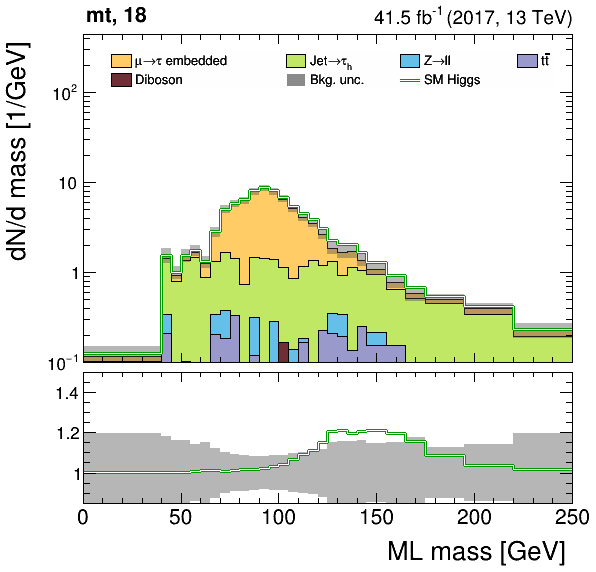 mt, 18 41.5 fb⁻¹ (2017, 13 TeV)
dN/d mass [1/GeV]
μ→τ embedded Jet→τₕ Z→ll tt̄
Diboson Bkg. unc. SM Higgs
10²
10
1
10⁻¹
1.4
1.2
1
0 50 100 150 200 250
ML mass [GeV]